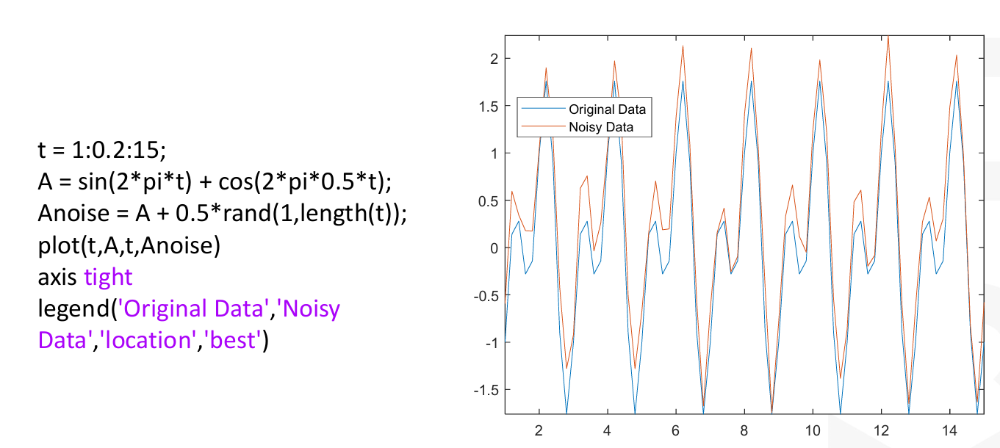 t = 1:0.2:15;
A = sin(2*pi*t) + cos(2*pi*0.5*t);
Anoise = A + 0.5*rand(1,length(t));
plot(t,A,t,Anoise)
axis tight
legend('Original Data','Noisy
Data','location','best')
2
1.5
1
0.5
0
-0.5
-1
-1.5
Original Data
Noisy Data
2 4 6 8 10 12 14